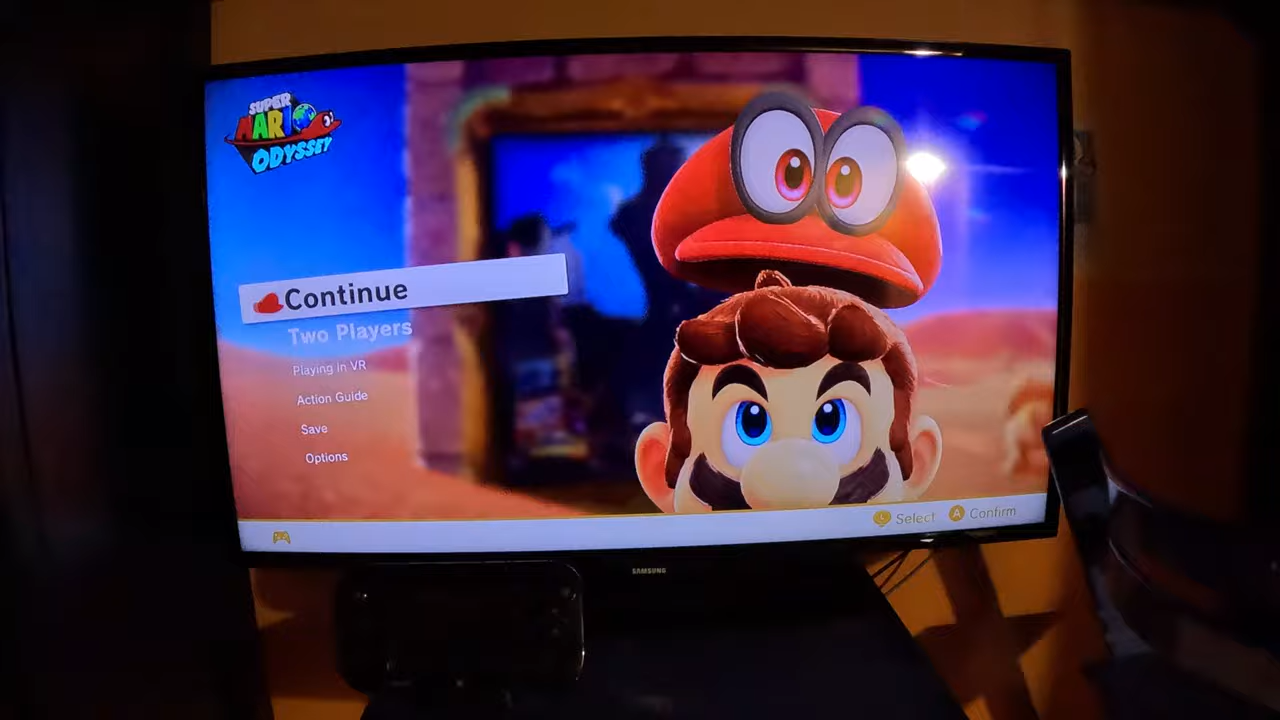 SUPER
MARIO
ODYSSEY
Continue
Two Players
Playing in VR
Action Guide
Save
Options
L Select A Confirm
SAMSUNG